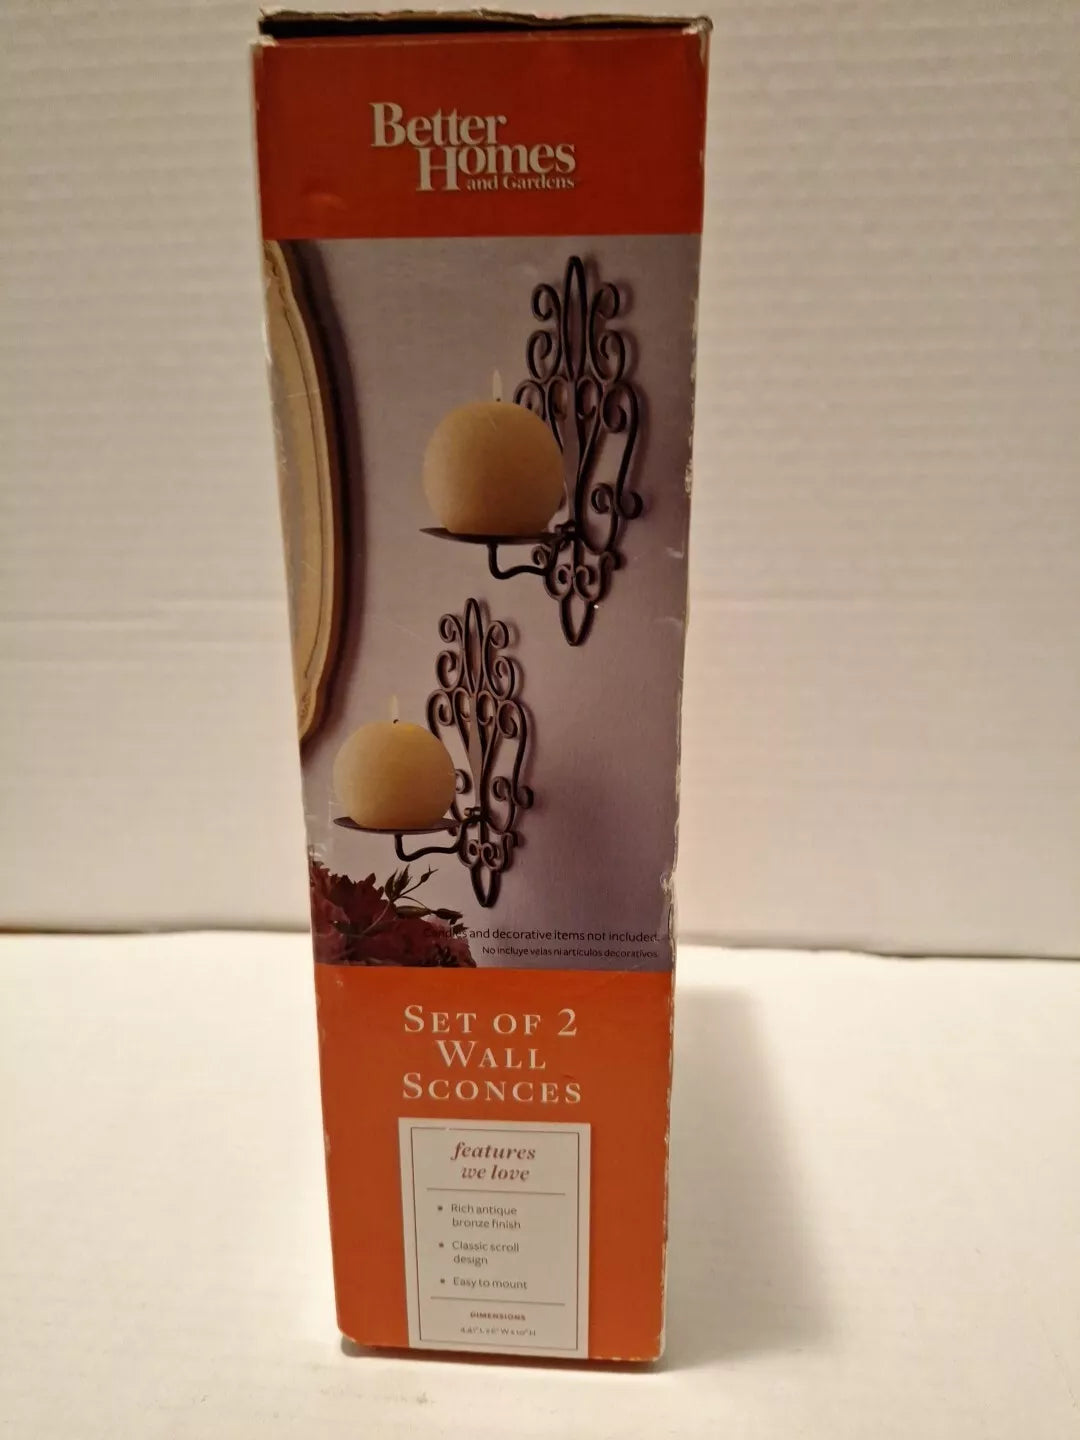 Better
Homes
and Gardens
Candles and decorative items not included.
No incluye velas ni artículos decorativos.
SET OF 2
WALL
SCONCES
features
we love
• Rich antique
bronze finish
• Classic scroll
design
• Easy to mount
DIMENSIONS